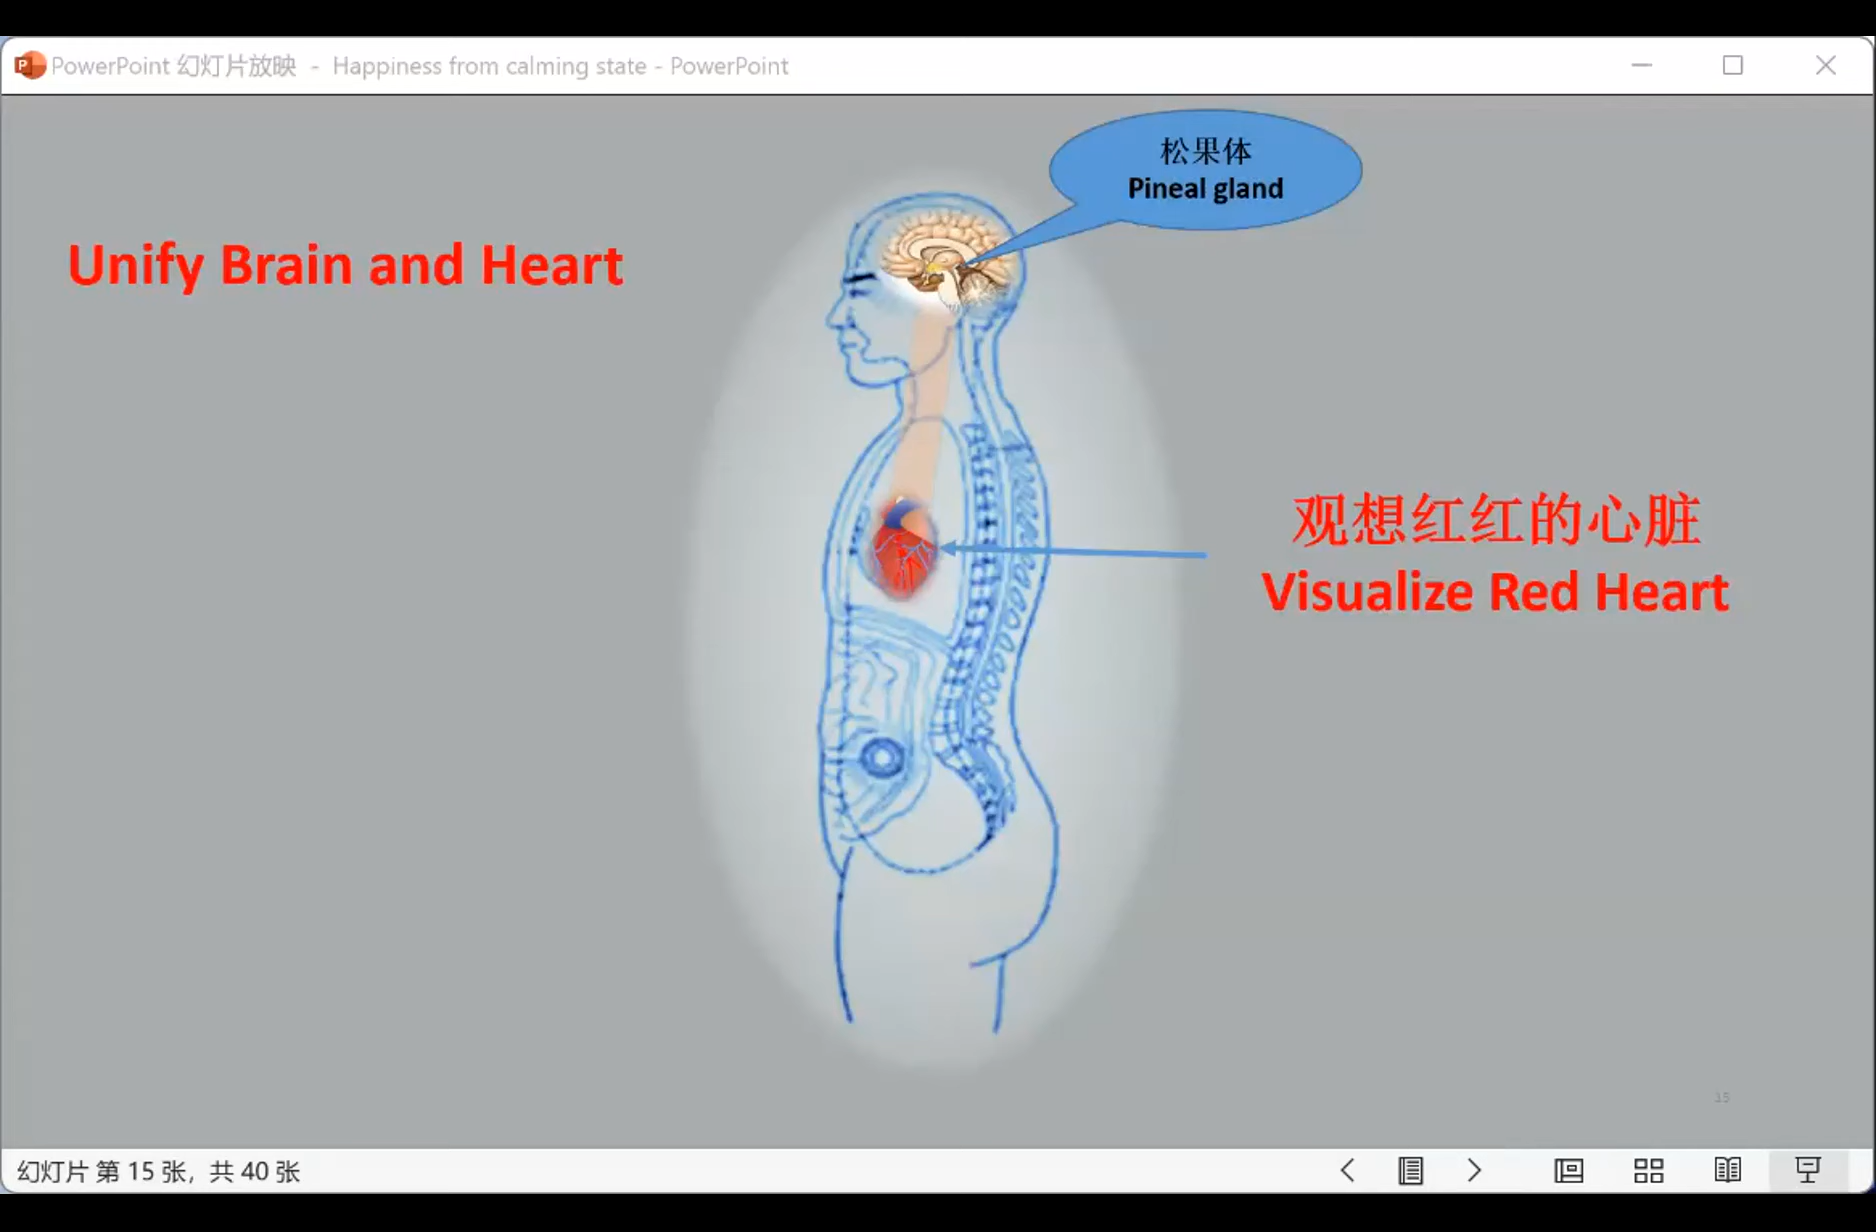 PowerPoint 幻灯片放映 - Happiness from calming state - PowerPoint
松果体
Pineal gland
Unify Brain and Heart
观想红红的心脏
Visualize Red Heart
15
幻灯片 第 15 张，共 40 张